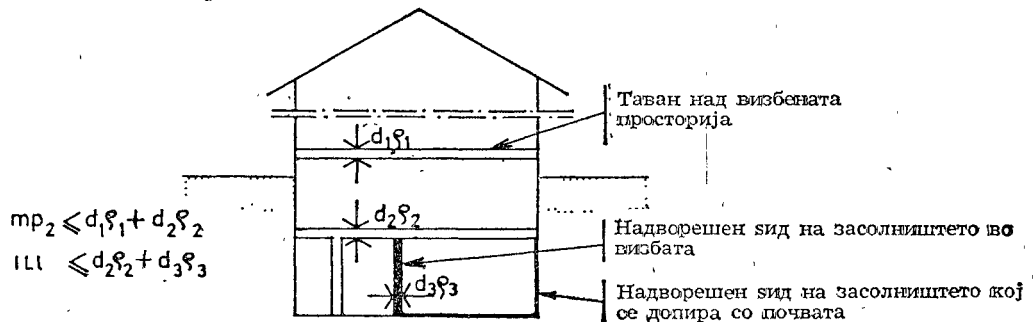 Таван над визбената
просторија
d₁ρ₁
d₂ρ₂
mp₂ ⩽ d₁ρ₁ + d₂ρ₂
ILI ⩽ d₂ρ₂ + d₃ρ₃
Надворешен ѕид на засолништето во
визбата
d₃ρ₃
Надворешен ѕид на засолништето кој
се допира со почвата